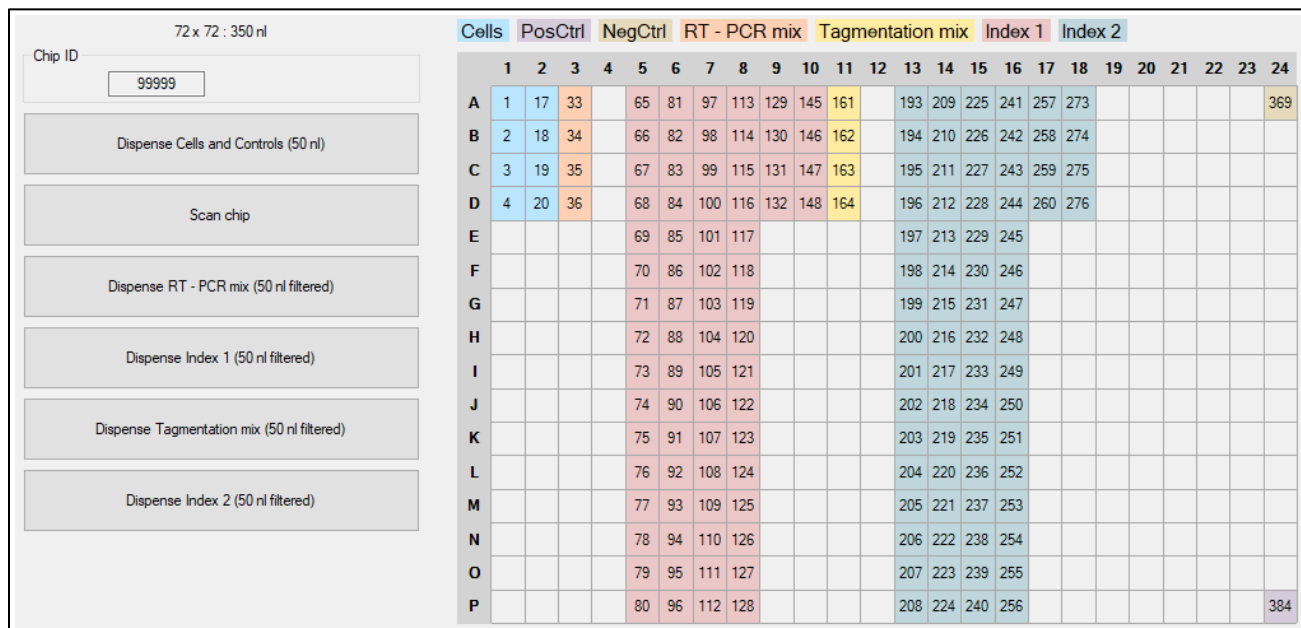 72 x 72 : 350 nl
Chip ID
99999
Dispense Cells and Controls (50 nl)
Scan chip
Dispense RT - PCR mix (50 nl filtered)
Dispense Index 1 (50 nl filtered)
Dispense Tagmentation mix (50 nl filtered)
Dispense Index 2 (50 nl filtered)
Cells PosCtrl NegCtrl RT - PCR mix Tagmentation mix Index 1 Index 2
1 2 3 4 5 6 7 8 9 10 11 12 13 14 15 16 17 18 19 20 21 22 23 24
A 1 17 33 65 81 97 113 129 145 161 193 209 225 241 257 273 369
B 2 18 34 66 82 98 114 130 146 162 194 210 226 242 258 274
C 3 19 35 67 83 99 115 131 147 163 195 211 227 243 259 275
D 4 20 36 68 84 100 116 132 148 164 196 212 228 244 260 276
E 69 85 101 117 197 213 229 245
F 70 86 102 118 198 214 230 246
G 71 87 103 119 199 215 231 247
H 72 88 104 120 200 216 232 248
I 73 89 105 121 201 217 233 249
J 74 90 106 122 202 218 234 250
K 75 91 107 123 203 219 235 251
L 76 92 108 124 204 220 236 252
M 77 93 109 125 205 221 237 253
N 78 94 110 126 206 222 238 254
O 79 95 111 127 207 223 239 255
P 80 96 112 128 208 224 240 256 384